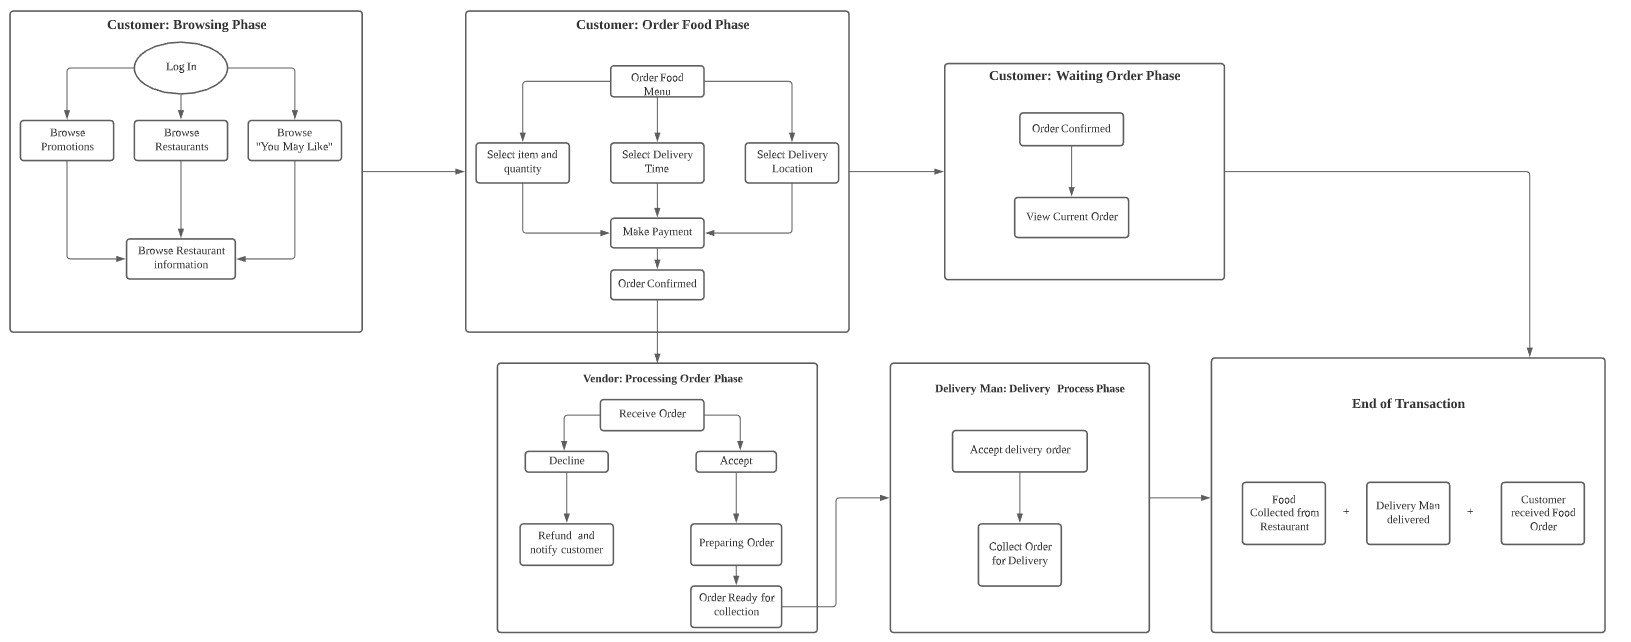 Customer: Browsing Phase
Log In
Browse
Promotions
Browse
Restaurants
Browse
"You May Like"
Browse Restaurant
information
Customer: Order Food Phase
Order Food
Menu
Select item and
quantity
Select Delivery
Time
Select Delivery
Location
Make Payment
Order Confirmed
Customer: Waiting Order Phase
Order Confirmed
View Current Order
Vendor: Processing Order Phase
Receive Order
Decline
Accept
Refund and
notify customer
Preparing Order
Order Ready for
collection
Delivery Man: Delivery Process Phase
Accept delivery order
Collect Order
for Delivery
End of Transaction
Food
Collected from
Restaurant
+
Delivery Man
delivered
+
Customer
received Food
Order